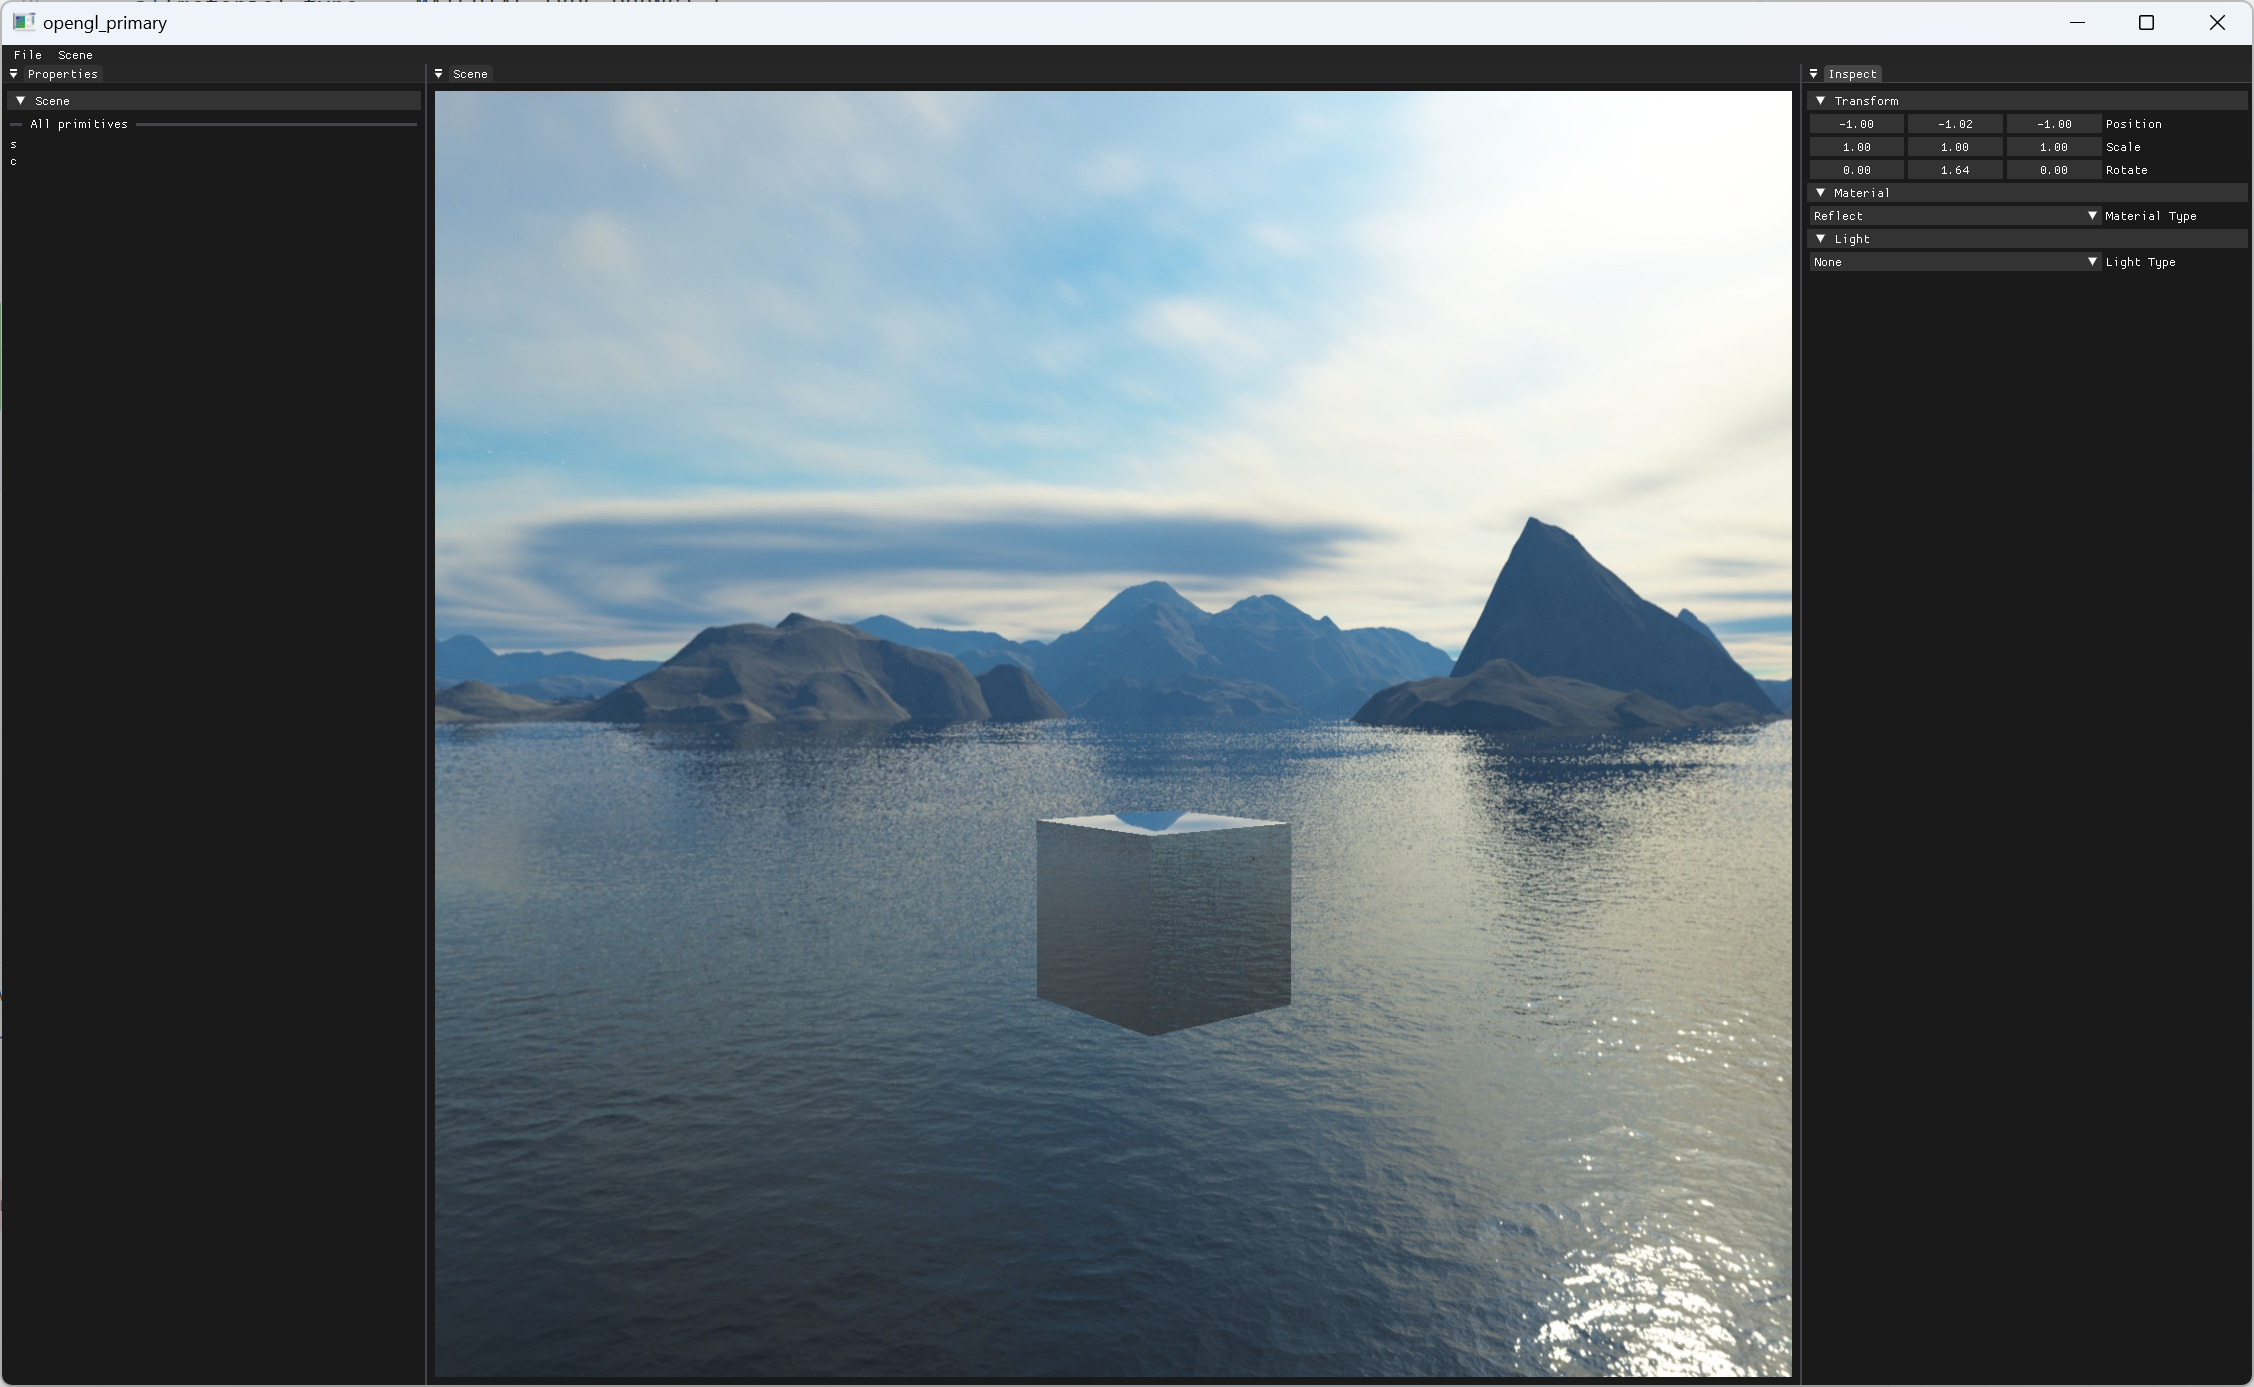 opengl_primary
File Scene
Properties
Scene
All primitives
s
c
Scene
Inspect
Transform
-1.00 -1.02 -1.00 Position
1.00 1.00 1.00 Scale
0.00 1.64 0.00 Rotate
Material
Reflect Material Type
Light
None Light Type